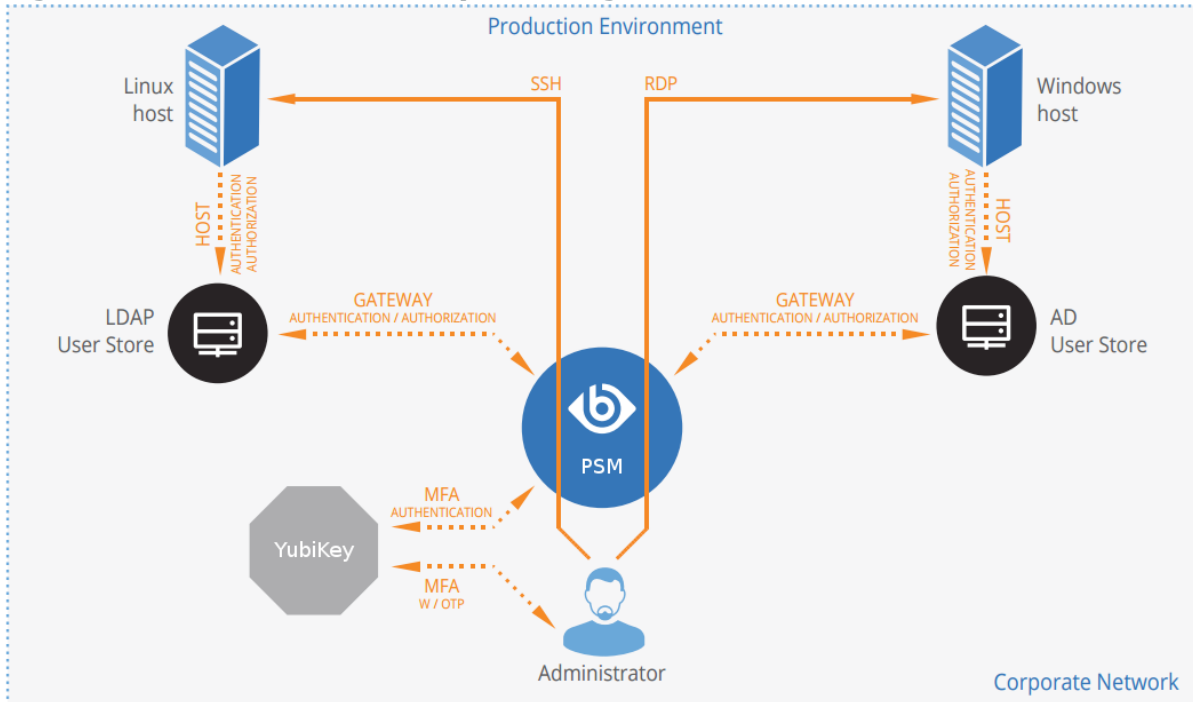 Production Environment
Linux
host
SSH
RDP
Windows
host
HOST
AUTHENTICATION
AUTHORIZATION
HOST
AUTHENTICATION
AUTHORIZATION
LDAP
User Store
GATEWAY
AUTHENTICATION / AUTHORIZATION
GATEWAY
AUTHENTICATION / AUTHORIZATION
AD
User Store
b
PSM
MFA
AUTHENTICATION
YubiKey
MFA
W / OTP
Administrator
Corporate Network